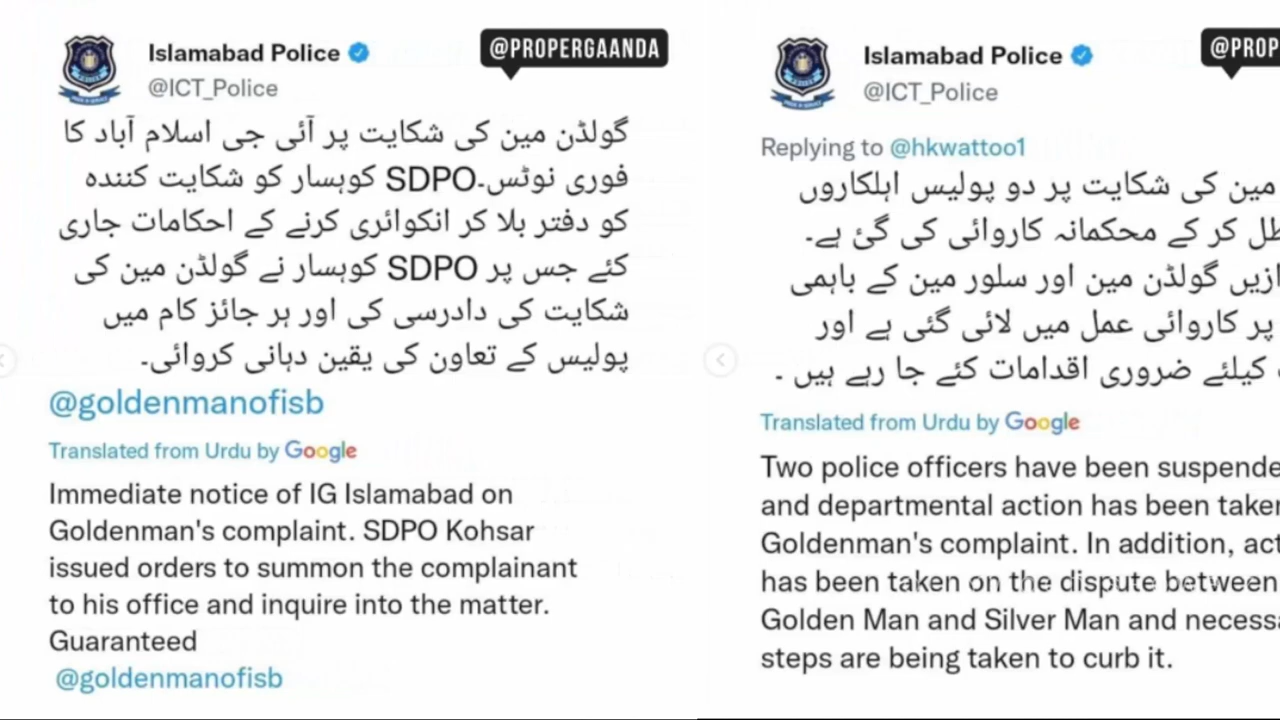 Islamabad Police
@ICT_Police
@PROPERGAANDA
گولڈن مین کی شکایت پر آئی جی اسلام آباد کا
فوری نوٹس۔SDPO کوہسار کو شکایت کنندہ
کو دفتر بلا کر انکوائری کرنے کے احکامات جاری
کئے جس پر SDPO کوہسار نے گولڈن مین کی
شکایت کی دادرسی کی اور ہر جائز کام میں
پولیس کے تعاون کی یقین دہانی کروائی۔
@goldenmanofisb
Translated from Urdu by Google
Immediate notice of IG Islamabad on
Goldenman's complaint. SDPO Kohsar
issued orders to summon the complainant
to his office and inquire into the matter.
Guaranteed
@goldenmanofisb
Islamabad Police
@ICT_Police
@PROP
Replying to @hkwattoo1
مین کی شکایت پر دو پولیس اہلکاروں
طل کر کے محکمانہ کاروائی کی گئ ہے۔
ازیں گولڈن مین اور سلور مین کے باہمی
پر کاروائی عمل میں لائی گئی ہے اور
کیلئے ضروری اقدامات کئے جا رہے ہیں ۔
Translated from Urdu by Google
Two police officers have been suspende
and departmental action has been taken
Goldenman's complaint. In addition, act
has been taken on the dispute between
Golden Man and Silver Man and necessa
steps are being taken to curb it.